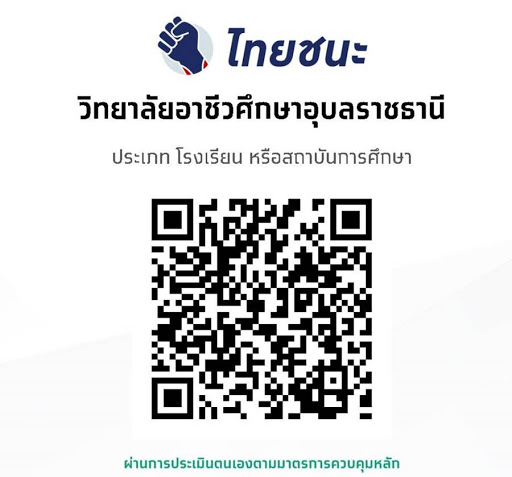 ไทยชนะ
วิทยาลัยอาชีวศึกษาอุบลราชธานี
ประเภท โรงเรียน หรือสถาบันการศึกษา
ผ่านการประเมินตนเองตามมาตรการควบคุมหลัก